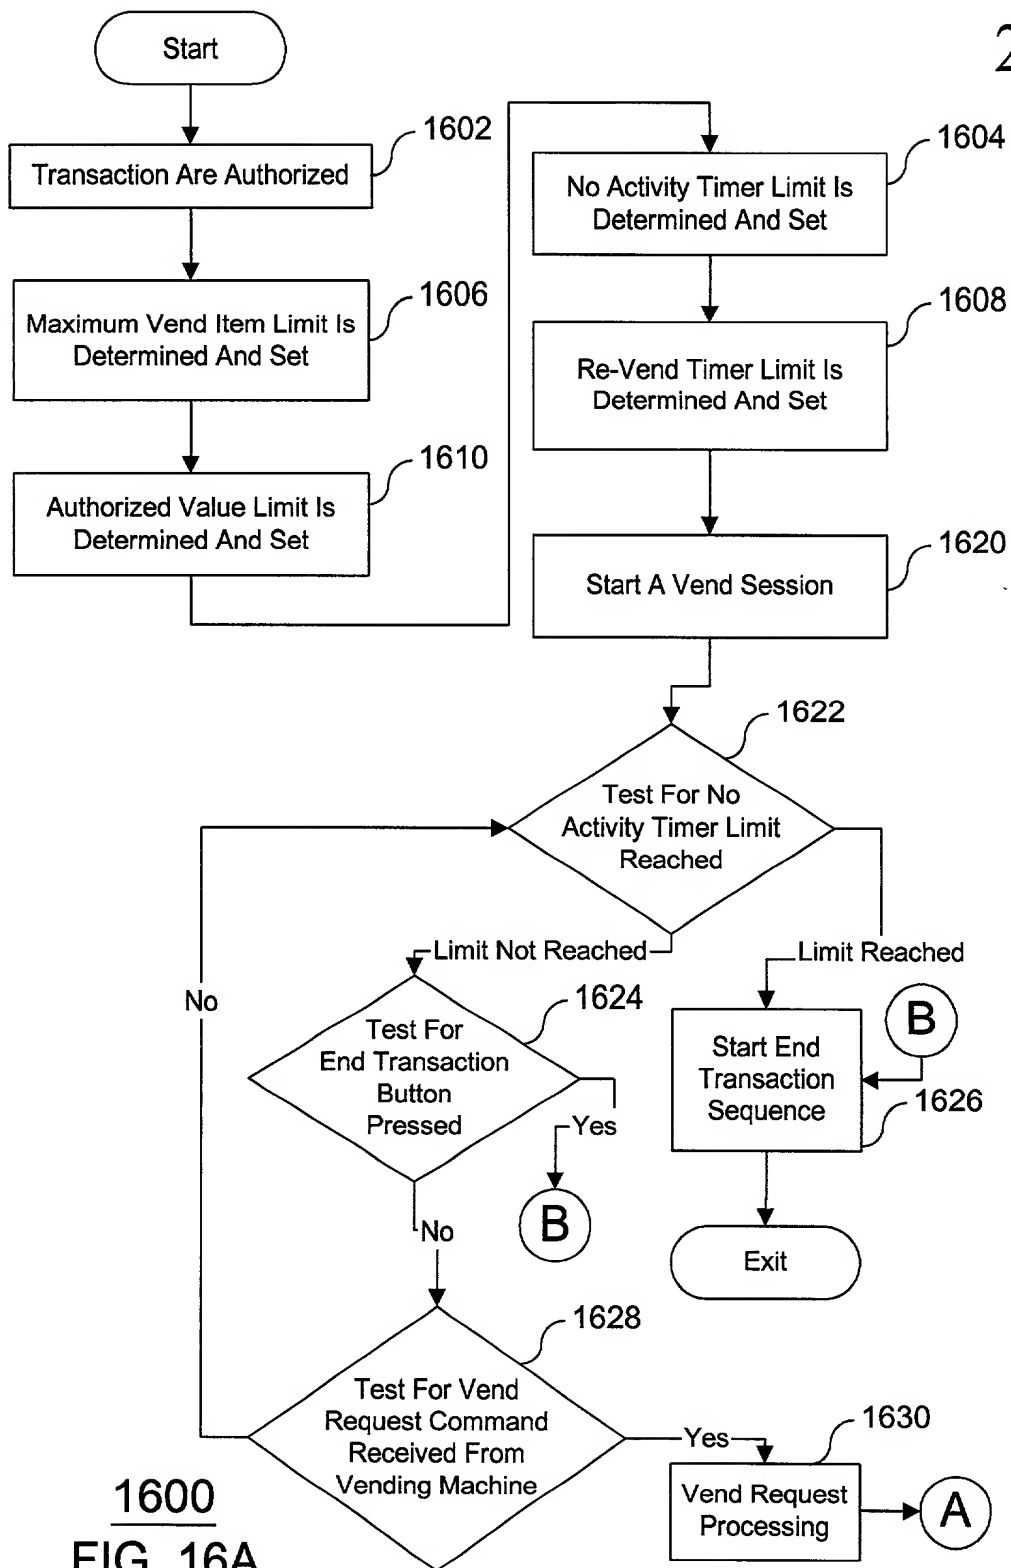 2
Start
1602
Transaction Are Authorized
1606
Maximum Vend Item Limit Is
Determined And Set
1610
Authorized Value Limit Is
Determined And Set
1604
No Activity Timer Limit Is
Determined And Set
1608
Re-Vend Timer Limit Is
Determined And Set
1620
Start A Vend Session
1622
Test For No
Activity Timer Limit
Reached
Limit Not Reached
Limit Reached
No
1624
Test For
End Transaction
Button
Pressed
Yes
B
No
B
Start End
Transaction
Sequence
1626
Exit
1628
Test For Vend
Request Command
Received From
Vending Machine
Yes
1630
Vend Request
Processing
A
1600
FIG. 16A